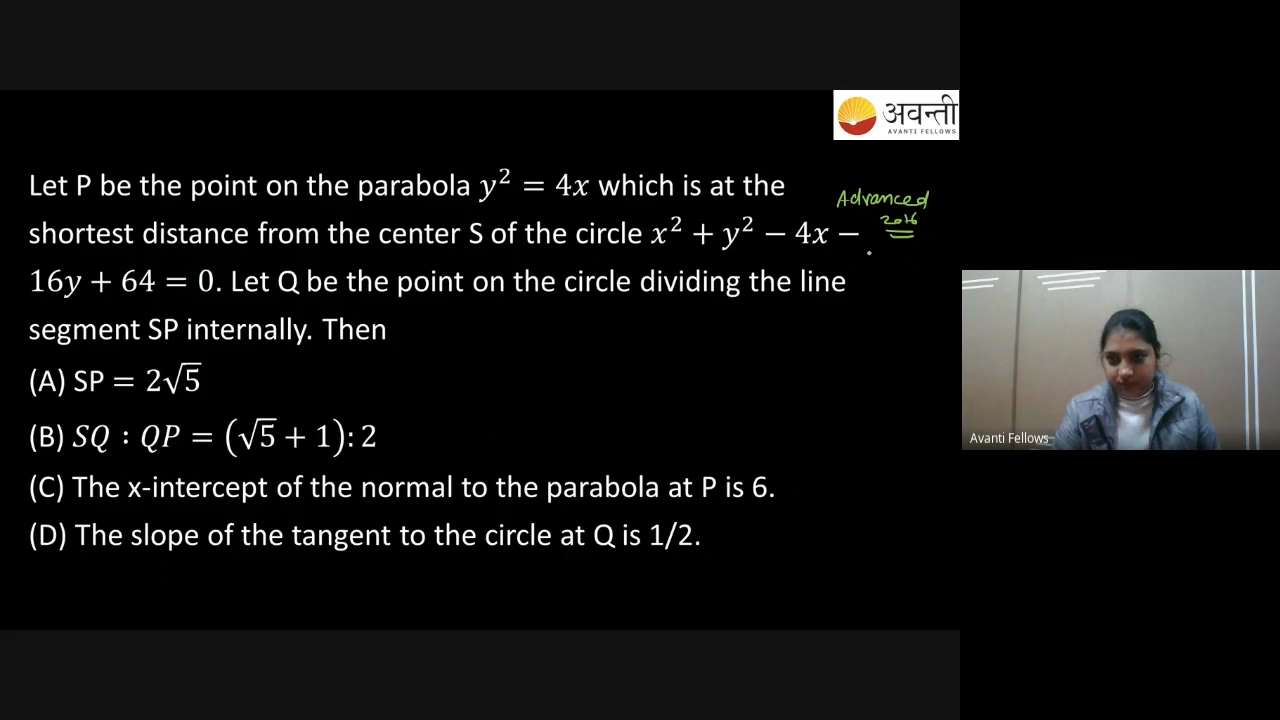 अवन्ती
AVANTI FELLOWS
Let P be the point on the parabola y² = 4x which is at the
Advanced
2016
shortest distance from the center S of the circle x² + y² − 4x −
16y + 64 = 0. Let Q be the point on the circle dividing the line
segment SP internally. Then
(A) SP = 2√5
(B) SQ : QP = (√5 + 1): 2
(C) The x-intercept of the normal to the parabola at P is 6.
(D) The slope of the tangent to the circle at Q is 1/2.
Avanti Fellows